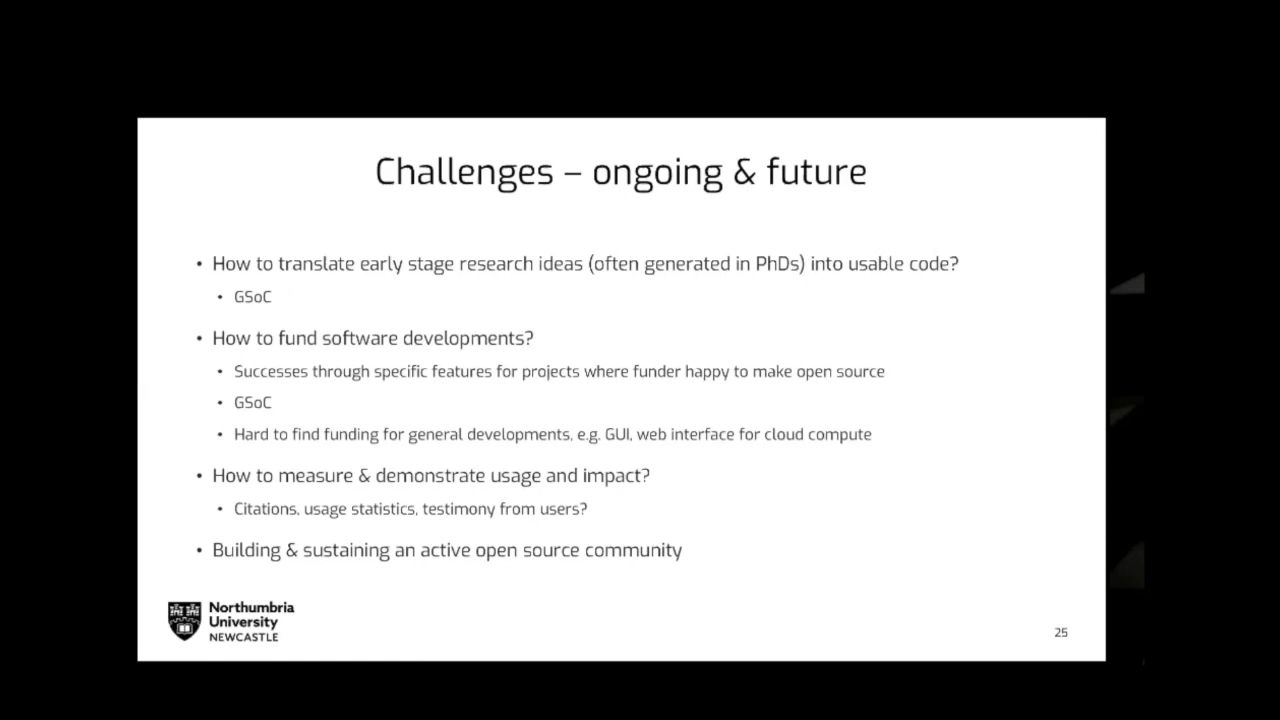 Challenges – ongoing & future
• How to translate early stage research ideas (often generated in PhDs) into usable code?
• GSoC
• How to fund software developments?
• Successes through specific features for projects where funder happy to make open source
• GSoC
• Hard to find funding for general developments, e.g. GUI, web interface for cloud compute
• How to measure & demonstrate usage and impact?
• Citations, usage statistics, testimony from users?
• Building & sustaining an active open source community
Northumbria
University
NEWCASTLE
25